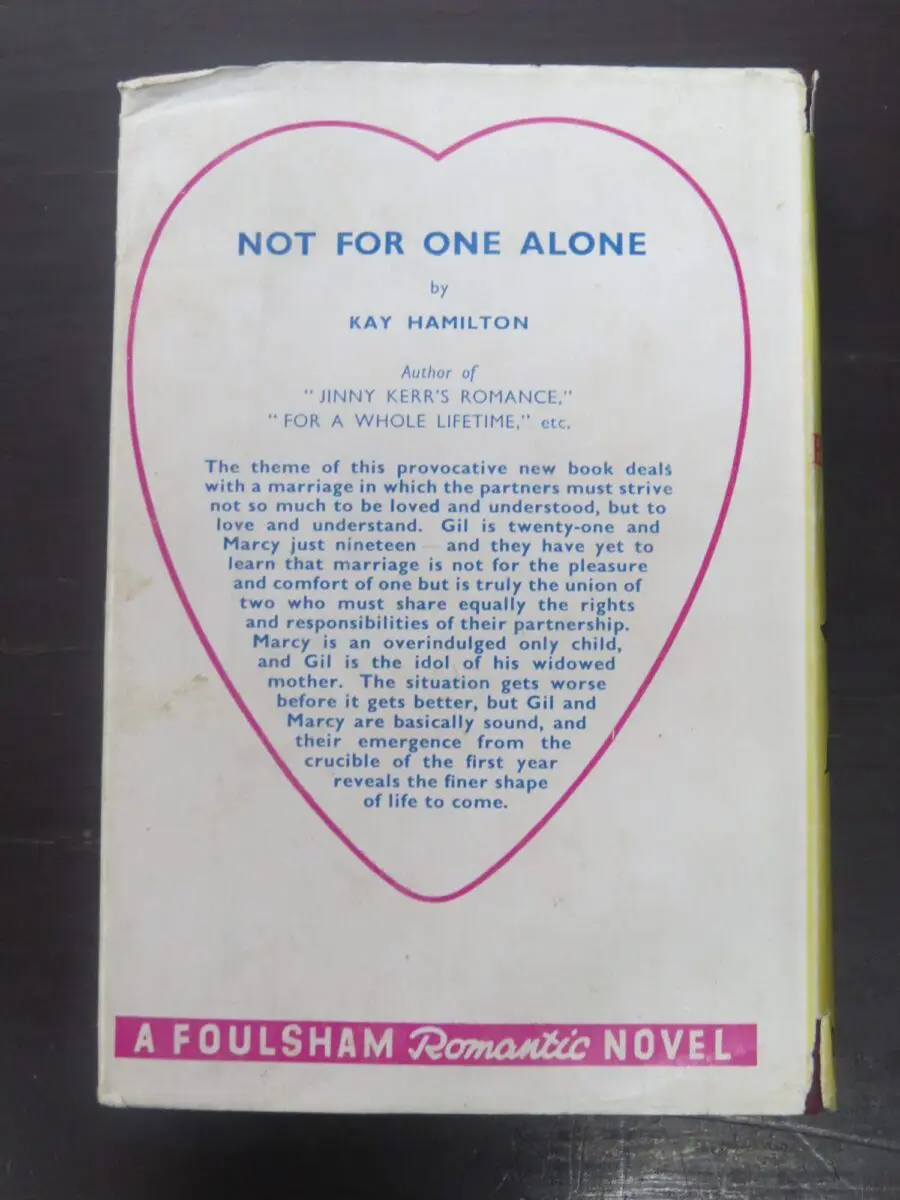 NOT FOR ONE ALONE
by
KAY HAMILTON
Author of
"JINNY KERR'S ROMANCE,"
"FOR A WHOLE LIFETIME," etc.
The theme of this provocative new book deals
with a marriage in which the partners must strive
not so much to be loved and understood, but to
love and understand. Gil is twenty-one and
Marcy just nineteen — and they have yet to
learn that marriage is not for the pleasure
and comfort of one but is truly the union of
two who must share equally the rights
and responsibilities of their partnership.
Marcy is an overindulged only child,
and Gil is the idol of his widowed
mother. The situation gets worse
before it gets better, but Gil and
Marcy are basically sound, and
their emergence from the
crucible of the first year
reveals the finer shape
of life to come.
A FOULSHAM Romantic NOVEL